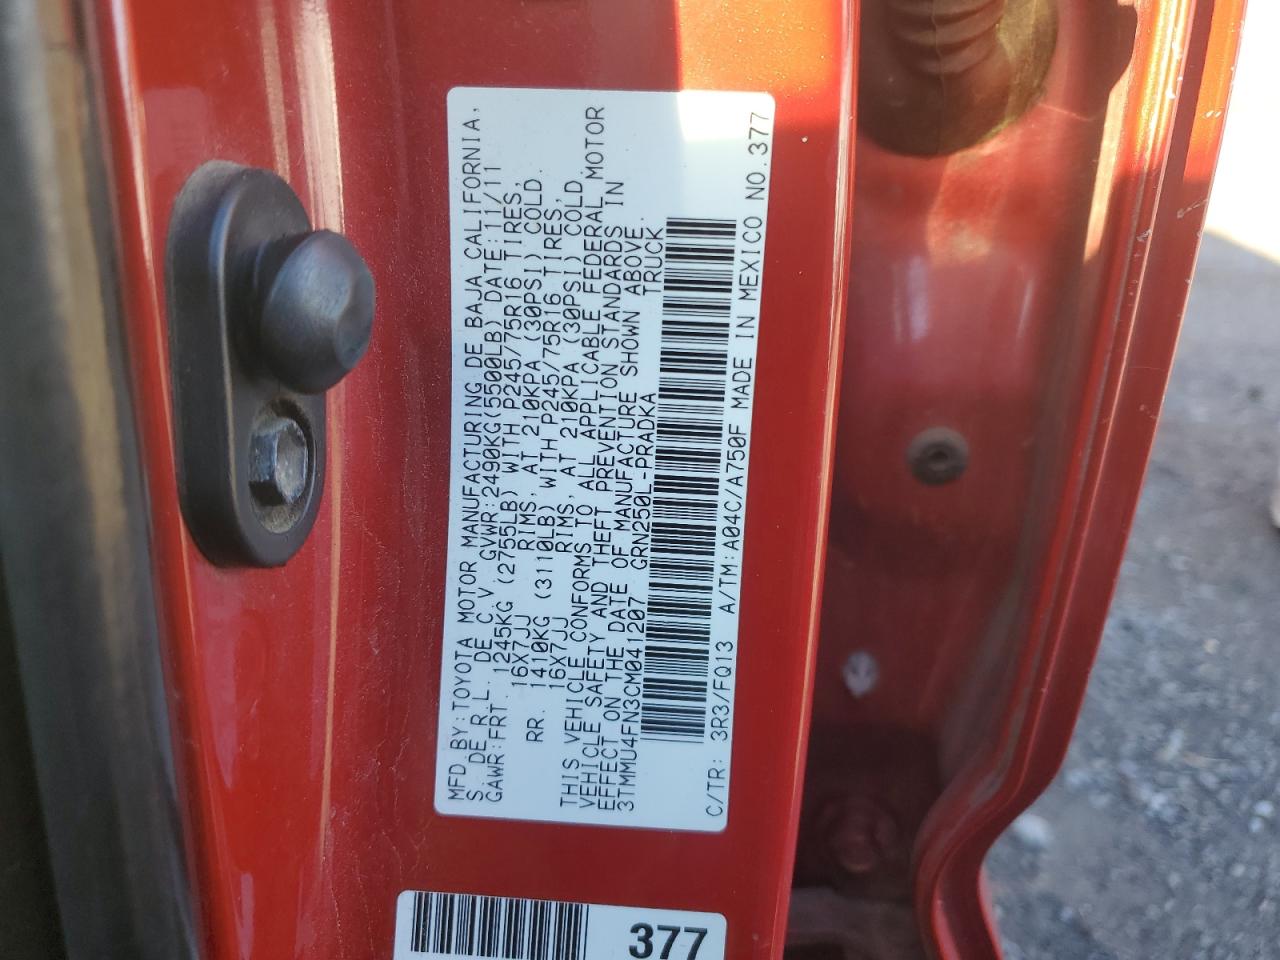 MFD BY:TOYOTA MOTOR MANUFACTURING DE BAJA CALIFORNIA,
S. DE R.L. DE C.V GVWR:2490KG(5500LB) DATE:11/11
GAWR:FRT. 1245KG (2755LB) WITH P245/75R16 TIRES,
16X7JJ RIMS, AT 210KPA (30PSI) COLD.
RR. 1410KG (3110LB) WITH P245/75R16 TIRES,
16X7JJ RIMS, AT 210KPA (30PSI) COLD.
THIS VEHICLE CONFORMS TO ALL APPLICABLE FEDERAL MOTOR
VEHICLE SAFETY AND THEFT PREVENTION STANDARDS IN
EFFECT ON THE DATE OF MANUFACTURE SHOWN ABOVE.
3TMMU4FN3CM041207 GRN250L-PRADKA TRUCK
C/TR: 3R3/FQ13 A/TM:A04C/A750F MADE IN MEXICO NO.377
377